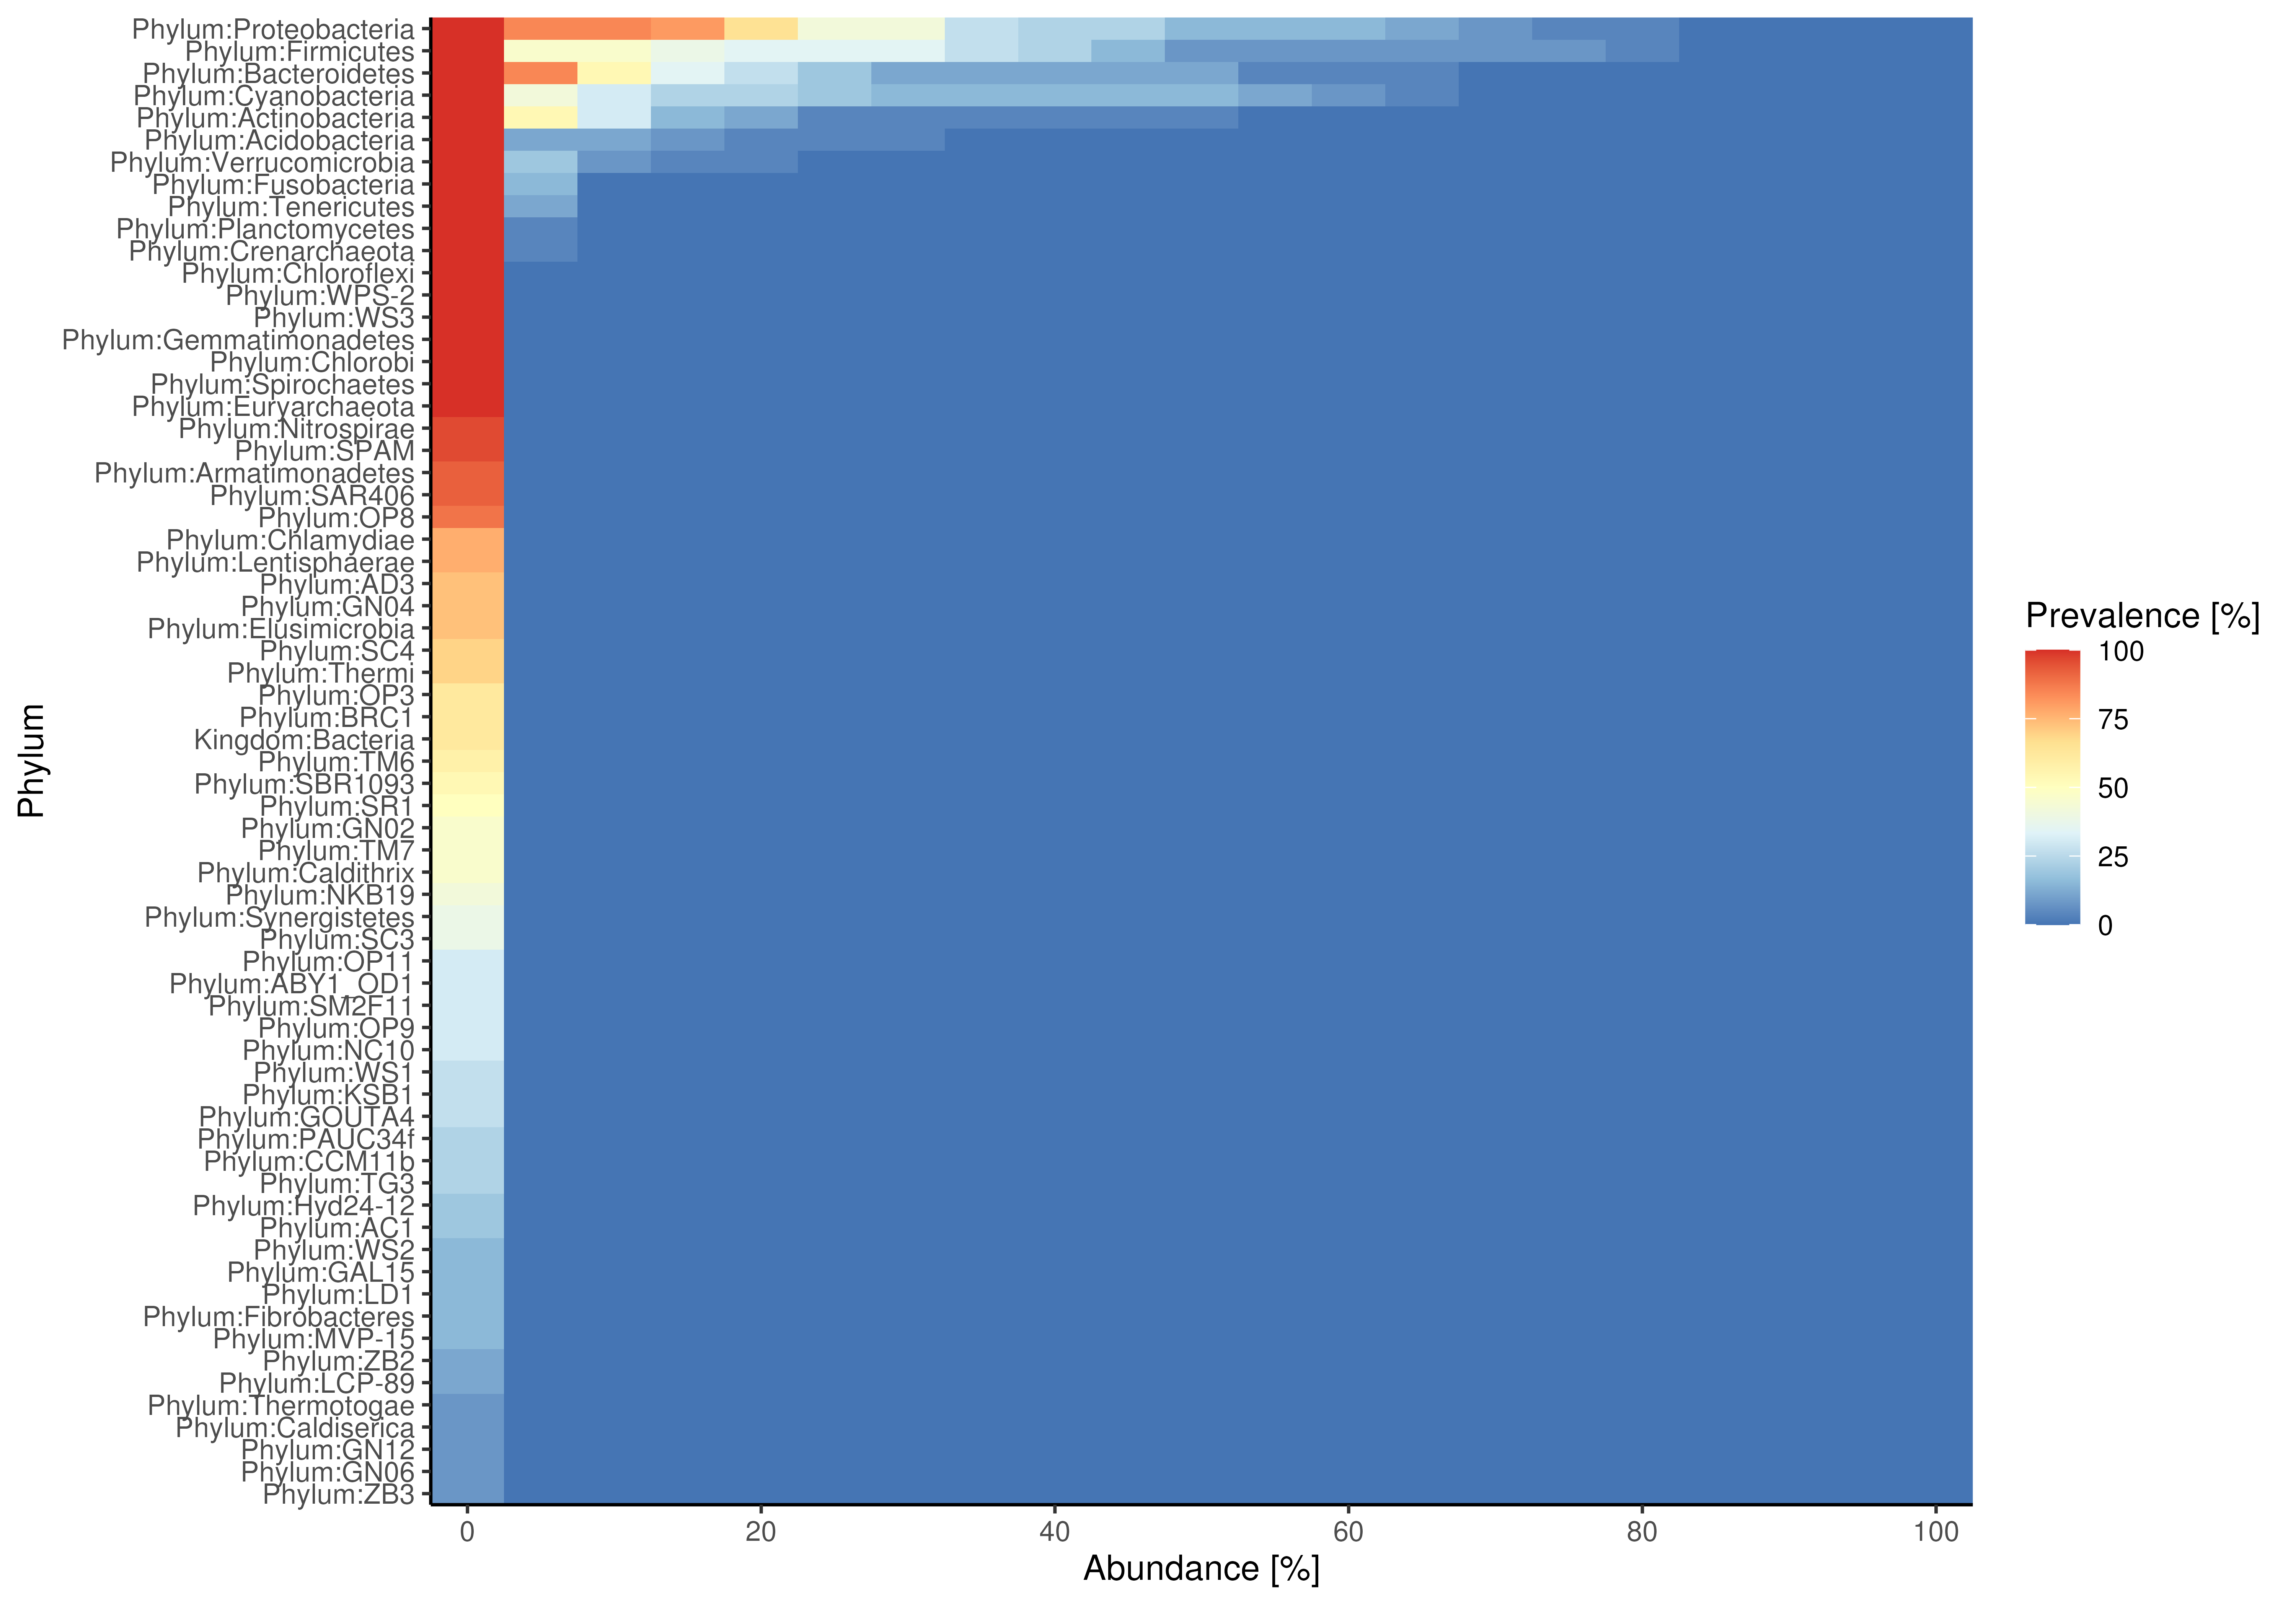 Phylum:Proteobacteria
Phylum:Firmicutes
Phylum:Bacteroidetes
Phylum:Cyanobacteria
Phylum:Actinobacteria
Phylum:Acidobacteria
Phylum:Verrucomicrobia
Phylum:Fusobacteria
Phylum:Tenericutes
Phylum:Planctomycetes
Phylum:Crenarchaeota
Phylum:Chloroflexi
Phylum:WPS-2
Phylum:WS3
Phylum:Gemmatimonadetes
Phylum:Chlorobi
Phylum:Spirochaetes
Phylum:Euryarchaeota
Phylum:Nitrospirae
Phylum:SPAM
Phylum:Armatimonadetes
Phylum:SAR406
Phylum:OP8
Phylum:Chlamydiae
Phylum:Lentisphaerae
Phylum:AD3
Phylum:GN04
Phylum:Elusimicrobia
Phylum:SC4
Phylum:Thermi
Phylum:OP3
Phylum:BRC1
Kingdom:Bacteria
Phylum:TM6
Phylum:SBR1093
Phylum:SR1
Phylum:GN02
Phylum:TM7
Phylum:Caldithrix
Phylum:NKB19
Phylum:Synergistetes
Phylum:SC3
Phylum:OP11
Phylum:ABY1_OD1
Phylum:SM2F11
Phylum:OP9
Phylum:NC10
Phylum:WS1
Phylum:KSB1
Phylum:GOUTA4
Phylum:PAUC34f
Phylum:CCM11b
Phylum:TG3
Phylum:Hyd24-12
Phylum:AC1
Phylum:WS2
Phylum:GAL15
Phylum:LD1
Phylum:Fibrobacteres
Phylum:MVP-15
Phylum:ZB2
Phylum:LCP-89
Phylum:Thermotogae
Phylum:Caldiserica
Phylum:GN12
Phylum:GN06
Phylum:ZB3
Phylum
0 20 40 60 80 100
Abundance [%]
Prevalence [%]
100
75
50
25
0